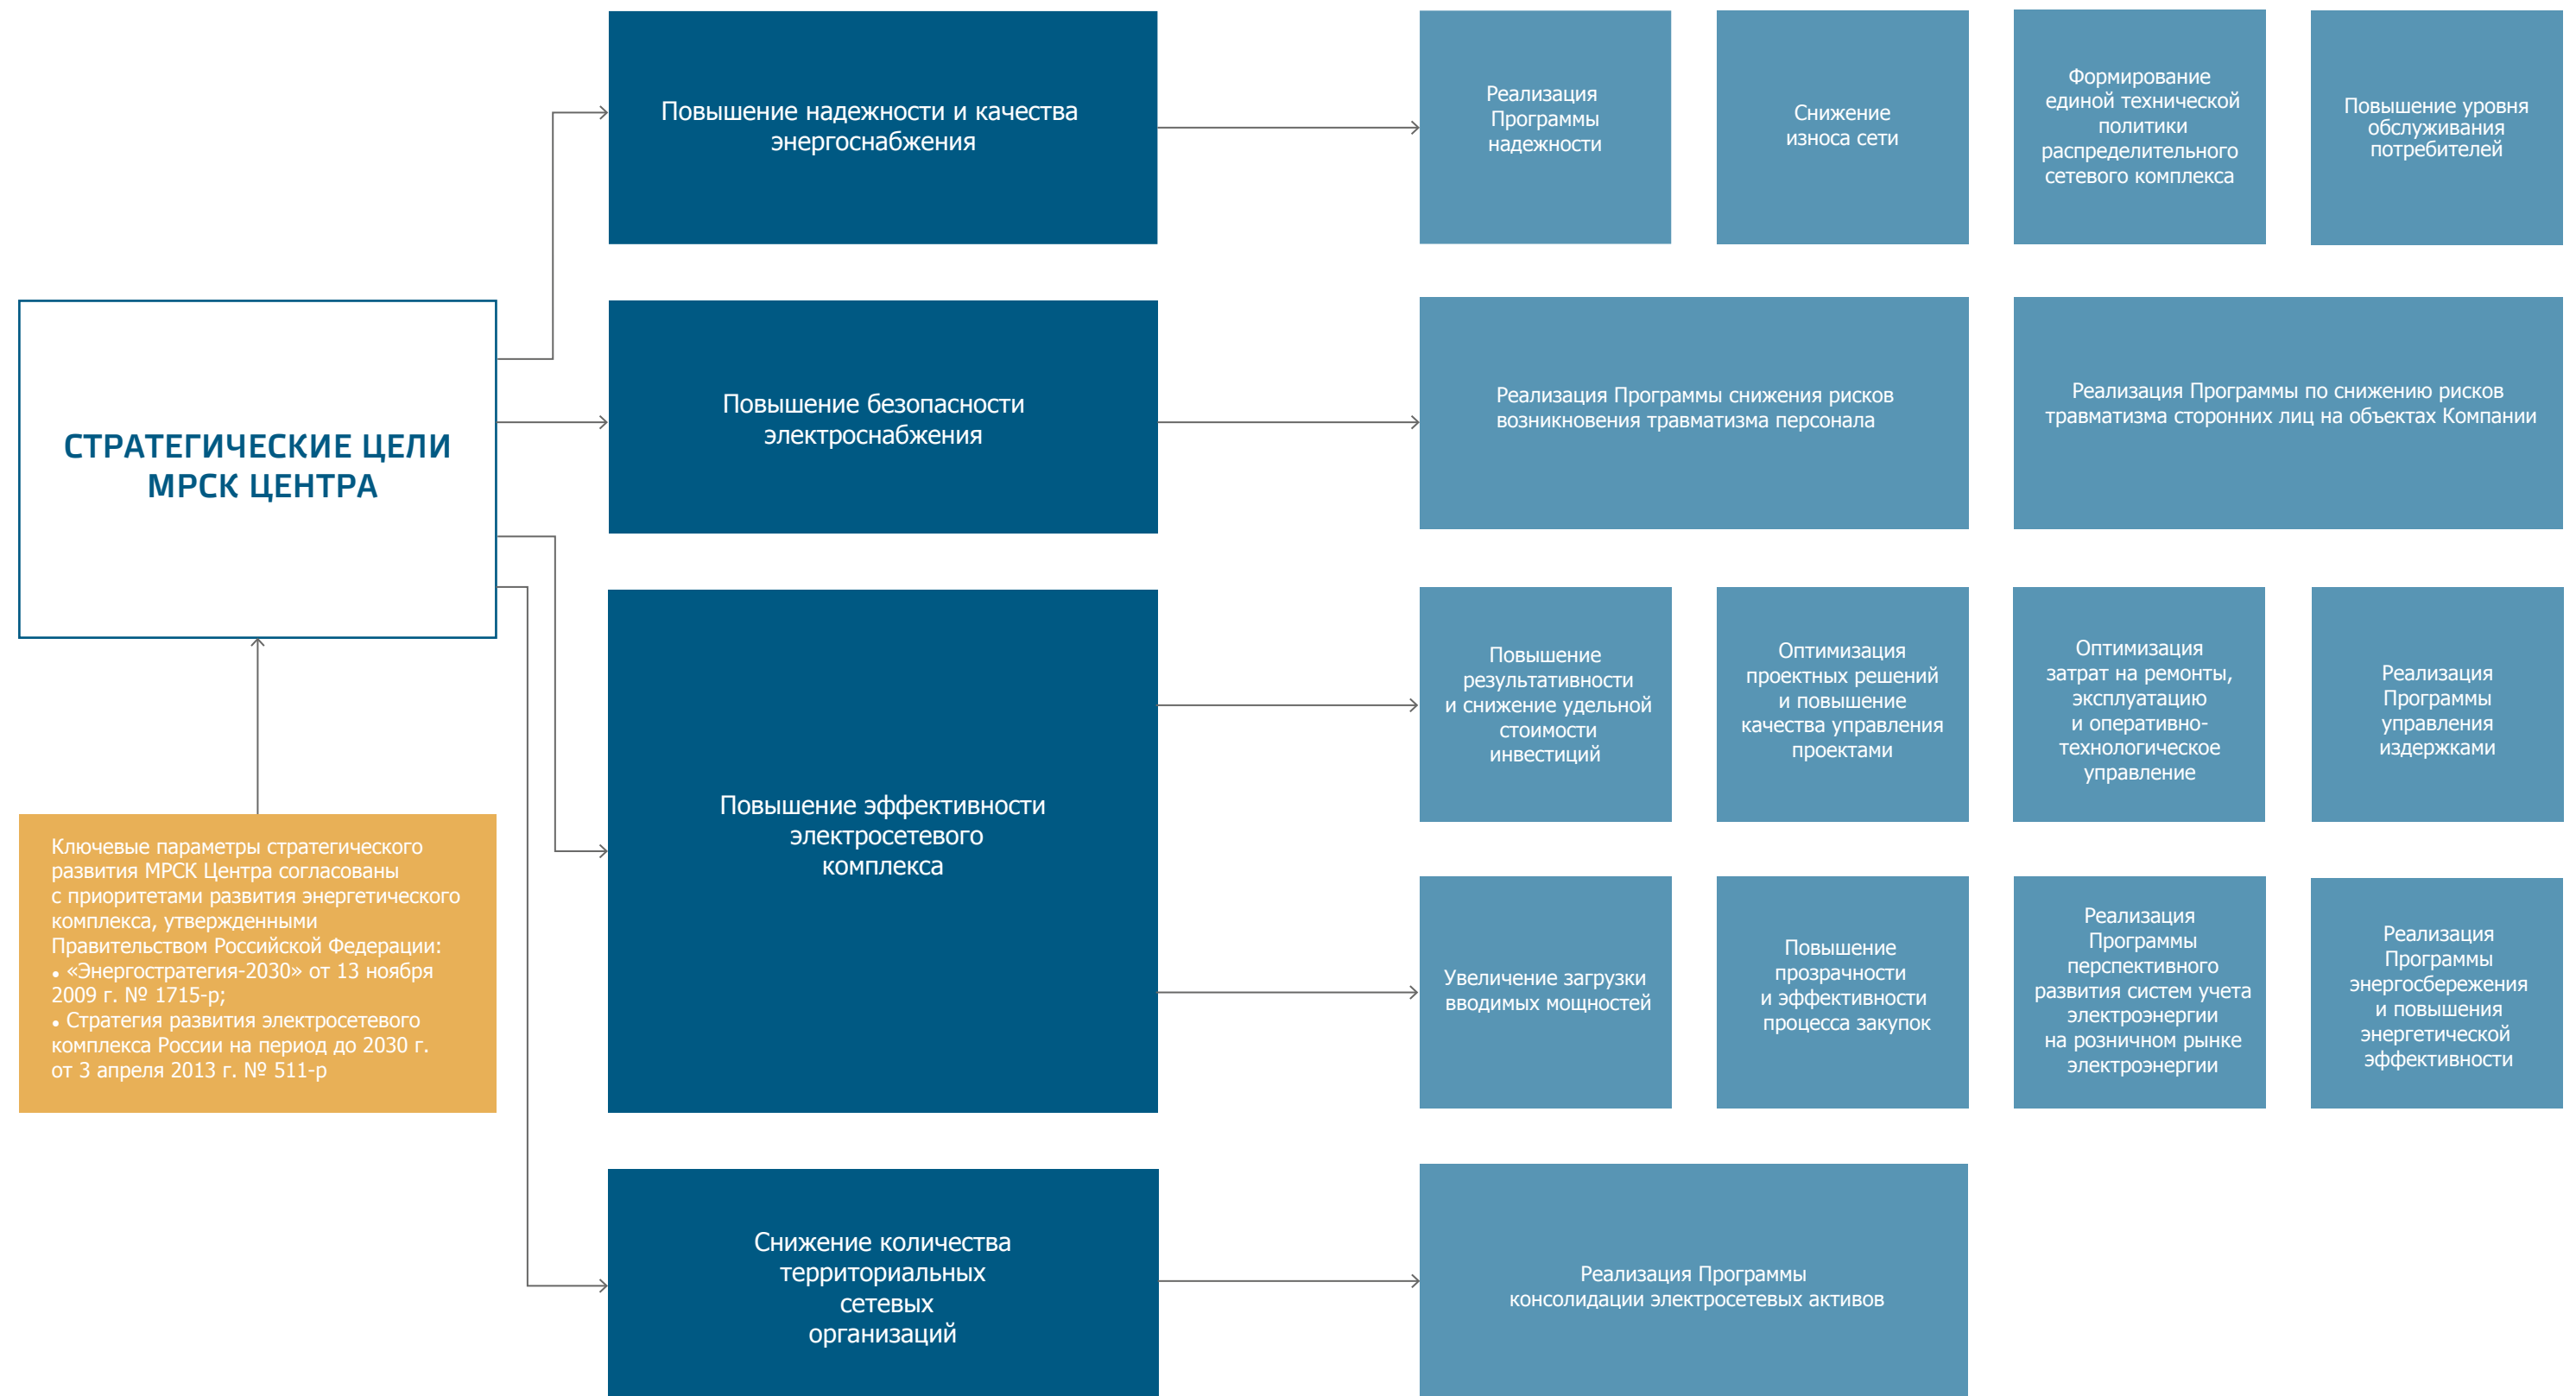 СТРАТЕГИЧЕСКИЕ ЦЕЛИ
МРСК ЦЕНТРА
Ключевые параметры стратегического
развития МРСК Центра согласованы
с приоритетами развития энергетического
комплекса, утвержденными
Правительством Российской Федерации:
• «Энергостратегия-2030» от 13 ноября
2009 г. № 1715-р;
• Стратегия развития электросетевого
комплекса России на период до 2030 г.
от 3 апреля 2013 г. № 511-р
Повышение надежности и качества
энергоснабжения
Реализация
Программы
надежности
Снижение
износа сети
Формирование
единой технической
политики
распределительного
сетевого комплекса
Повышение уровня
обслуживания
потребителей
Повышение безопасности
электроснабжения
Реализация Программы снижения рисков
возникновения травматизма персонала
Реализация Программы по снижению рисков
травматизма сторонних лиц на объектах Компании
Повышение эффективности
электросетевого
комплекса
Повышение
результативности
и снижение удельной
стоимости
инвестиций
Оптимизация
проектных решений
и повышение
качества управления
проектами
Оптимизация
затрат на ремонты,
эксплуатацию
и оперативно-
технологическое
управление
Реализация
Программы
управления
издержками
Увеличение загрузки
вводимых мощностей
Повышение
прозрачности
и эффективности
процесса закупок
Реализация
Программы
перспективного
развития систем учета
электроэнергии
на розничном рынке
электроэнергии
Реализация
Программы
энергосбережения
и повышения
энергетической
эффективности
Снижение количества
территориальных
сетевых
организаций
Реализация Программы
консолидации электросетевых активов